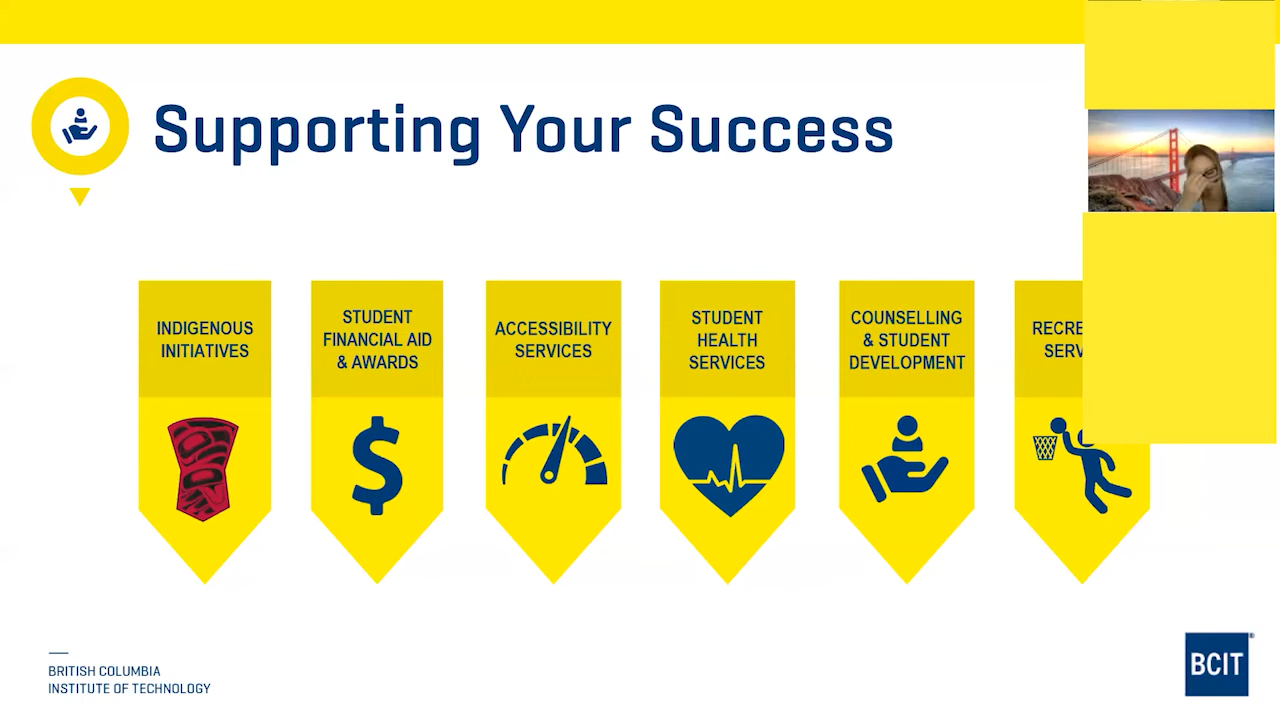 Supporting Your Success
INDIGENOUS
INITIATIVES
STUDENT
FINANCIAL AID
& AWARDS
ACCESSIBILITY
SERVICES
STUDENT
HEALTH
SERVICES
COUNSELLING
& STUDENT
DEVELOPMENT
BRITISH COLUMBIA
INSTITUTE OF TECHNOLOGY
BCIT®